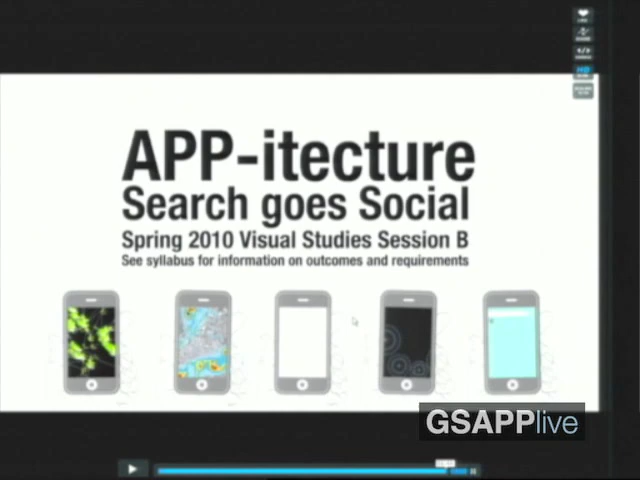 APP-itecture
Search goes Social
Spring 2010 Visual Studies Session B
See syllabus for information on outcomes and requirements
GSAPPlive